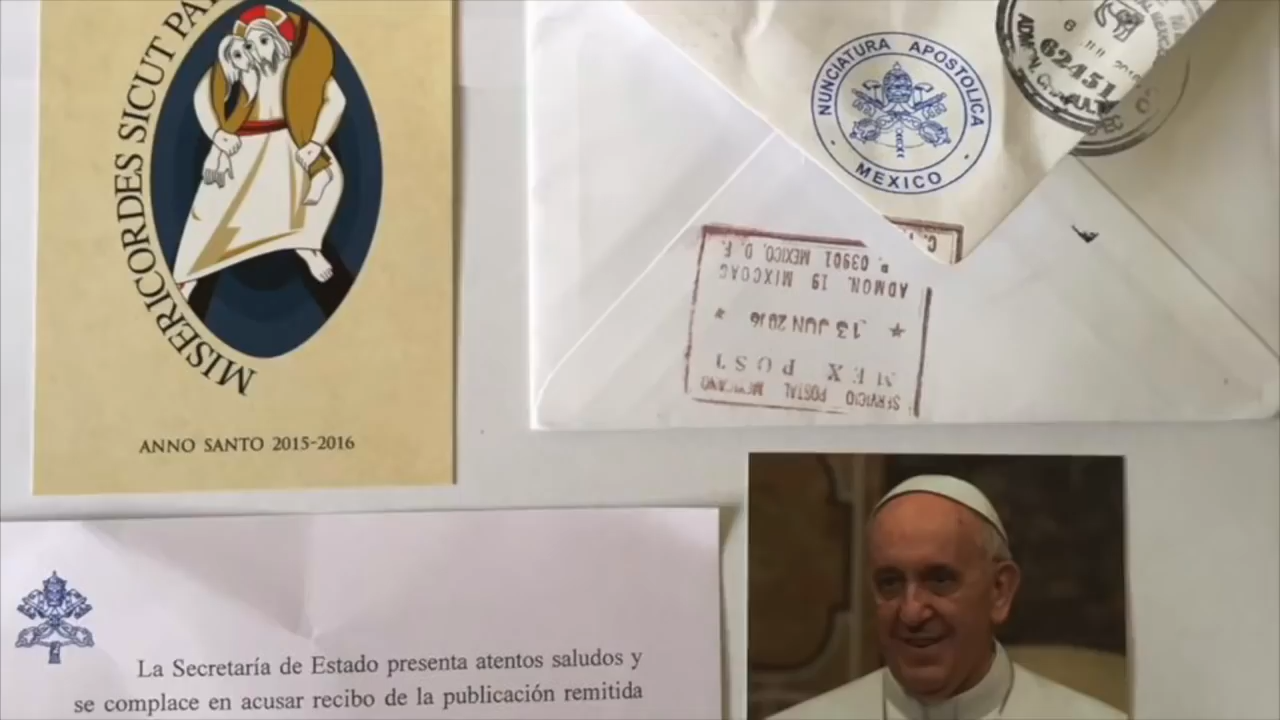 MISERICORDES SICUT PA
ANNO SANTO 2015-2016
NUNCIATURA APOSTOLICA
MEXICO
62451
SERVICIO POSTAL MEXICANO
MEX POST
13 JUN 2016
ADMON. 19 MIXCOAC
P. 03901 MEXICO, D. F.
La Secretaría de Estado presenta atentos saludos y
se complace en acusar recibo de la publicación remitida